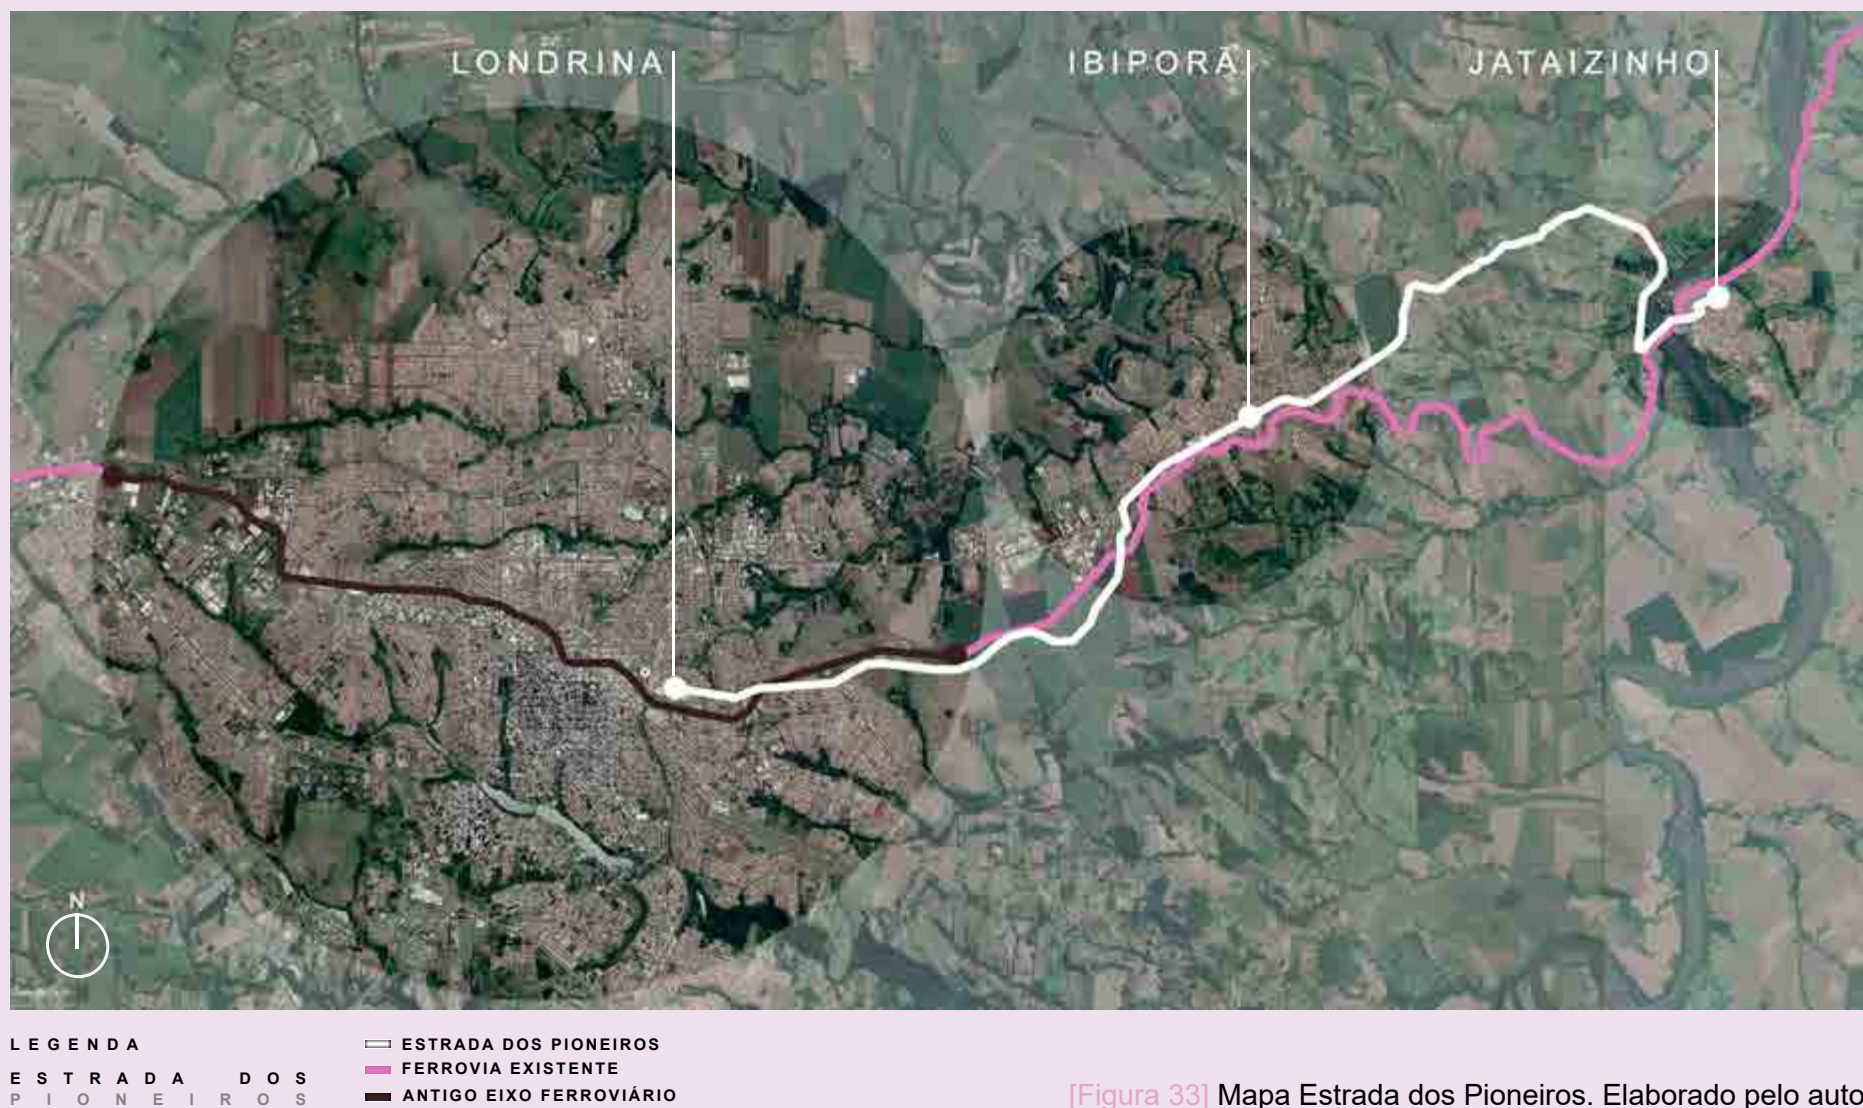 LONDRINA
IBIPORÃ
JATAIZINHO
N
LEGENDA
ESTRADA DOS
PIONEIROS
ESTRADA DOS PIONEIROS
FERROVIA EXISTENTE
ANTIGO EIXO FERROVIÁRIO
[Figura 33] Mapa Estrada dos Pioneiros. Elaborado pelo auto